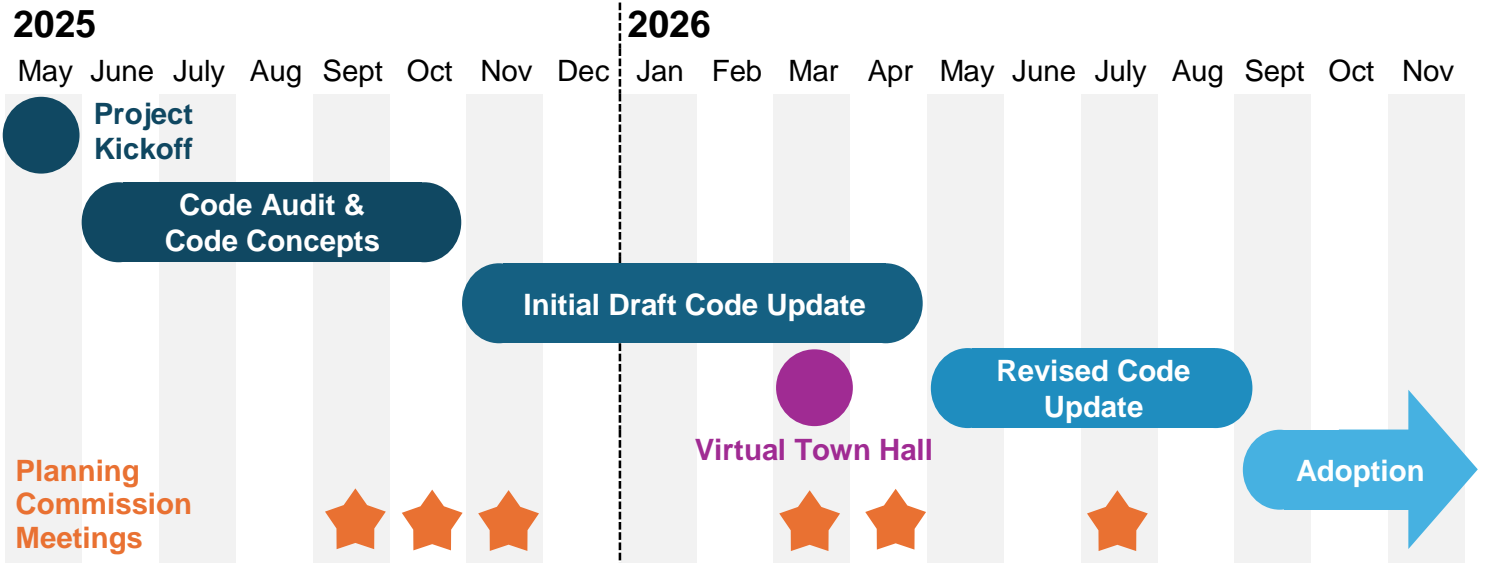 2025 2026
May June July Aug Sept Oct Nov Dec Jan Feb Mar Apr May June July Aug Sept Oct Nov
Project
Kickoff
Code Audit &
Code Concepts
Initial Draft Code Update
Revised Code
Update
Virtual Town Hall
Adoption
Planning
Commission
Meetings